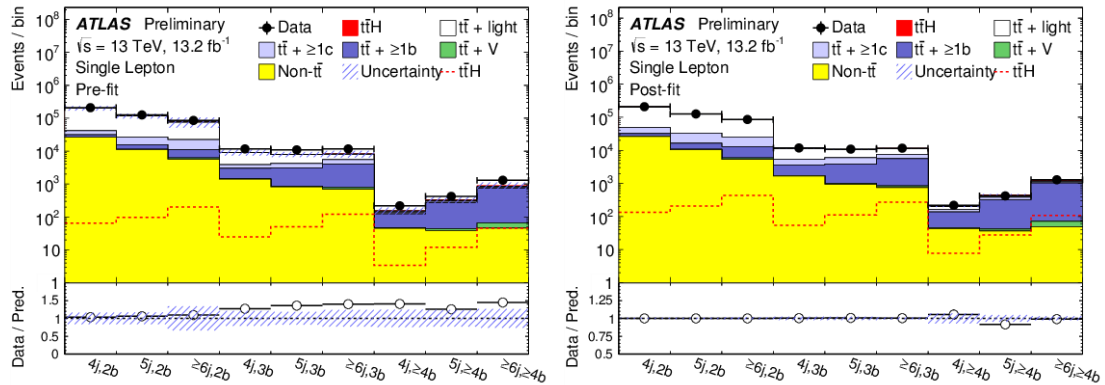 Events / bin
10⁸
10⁷
10⁶
10⁵
10⁴
10³
10²
10
1
ATLAS Preliminary
√s = 13 TeV, 13.2 fb⁻¹
Single Lepton
Pre-fit
Data
tt̄H
tt̄ + light
tt̄ + ≥1c
tt̄ + ≥1b
tt̄ + V
Non-tt̄
Uncertainty
tt̄H
Data / Pred.
1.5
1
0.5
0
4j,2b
5j,2b
≥6j,2b
4j,3b
5j,3b
≥6j,3b
4j,≥4b
5j,≥4b
≥6j,≥4b
Events / bin
10⁸
10⁷
10⁶
10⁵
10⁴
10³
10²
10
1
ATLAS Preliminary
√s = 13 TeV, 13.2 fb⁻¹
Single Lepton
Post-fit
Data
tt̄H
tt̄ + light
tt̄ + ≥1c
tt̄ + ≥1b
tt̄ + V
Non-tt̄
Uncertainty
tt̄H
Data / Pred.
1.25
1
0.75
0.5
4j,2b
5j,2b
≥6j,2b
4j,3b
5j,3b
≥6j,3b
4j,≥4b
5j,≥4b
≥6j,≥4b